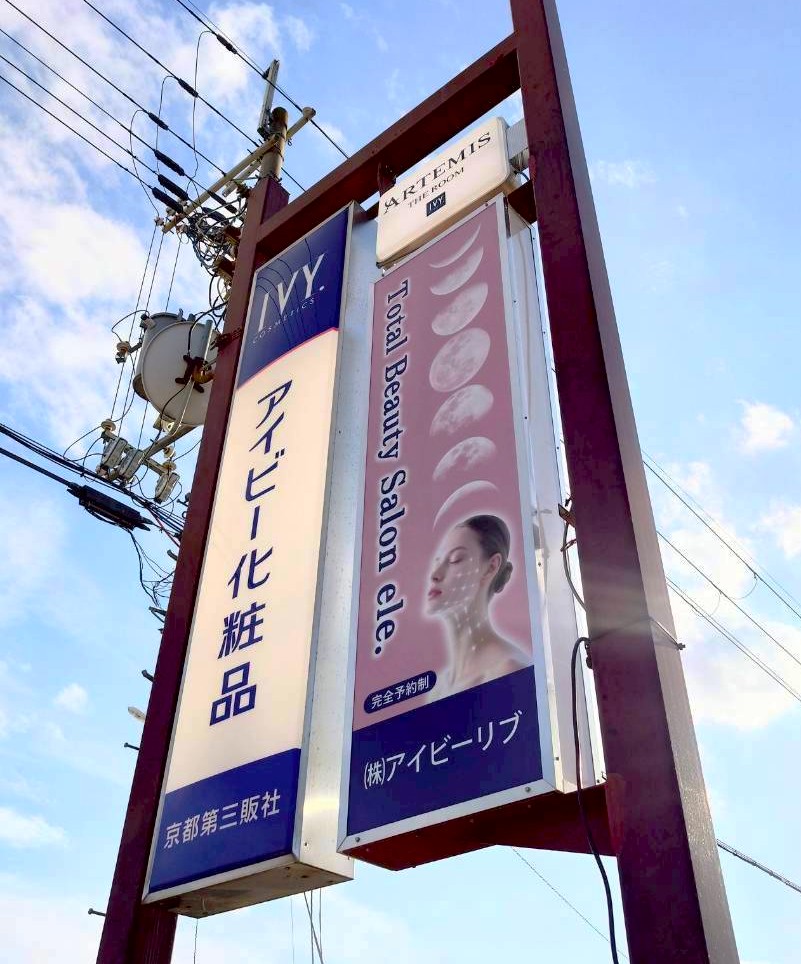 IVY.
COSMETICS
アイビー化粧品
京都第三販社
ARTEMIS
THE ROOM
IVY
Total Beauty Salon ele.
完全予約制
(株)アイビーリブ